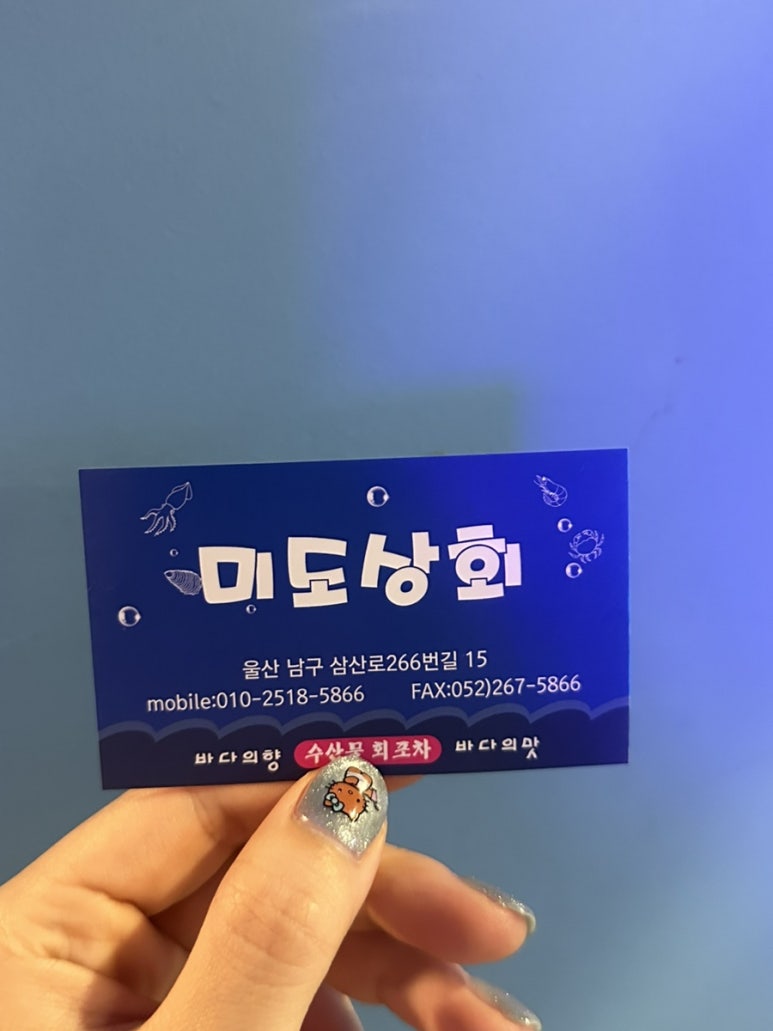 미도상회
울산 남구 삼산로266번길 15
mobile:010-2518-5866 FAX:052)267-5866
바다의향 수산물 회 포차 바다의맛